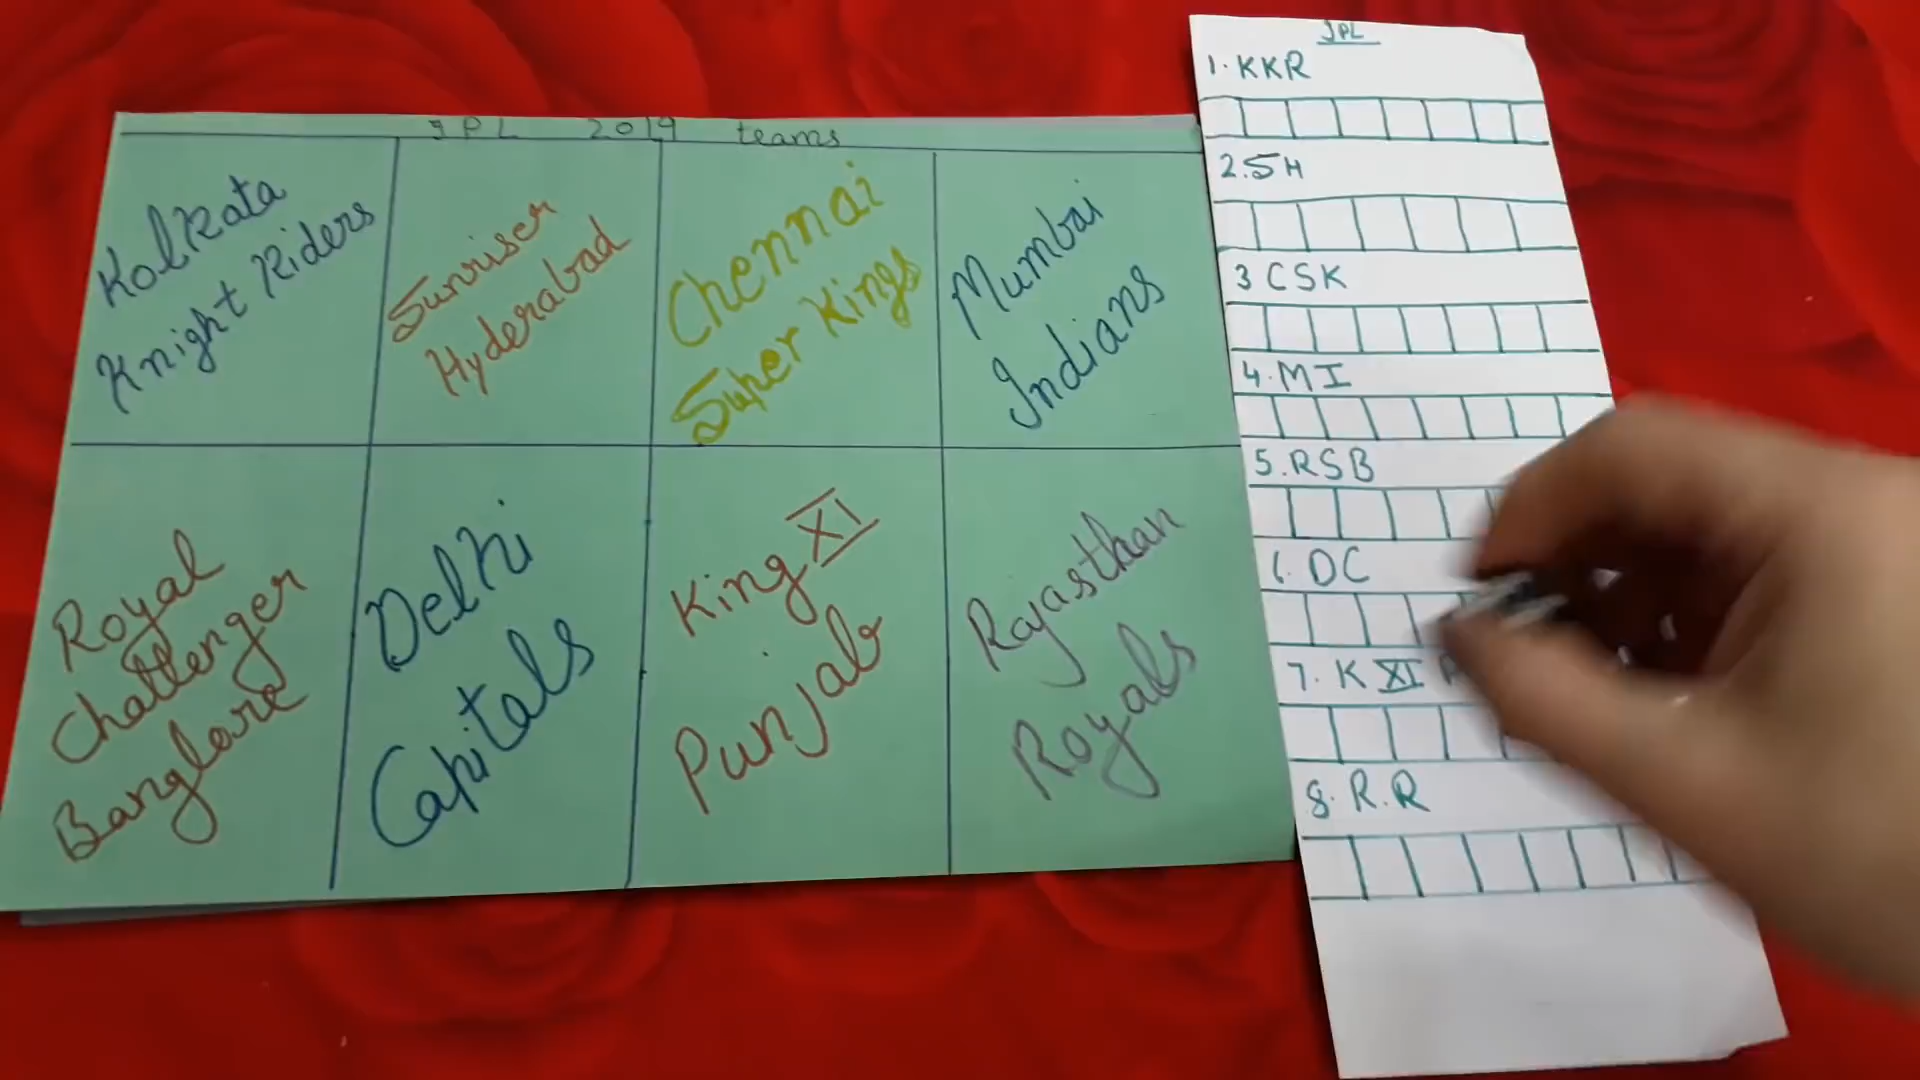 IPL 2019 teams
Kolkata
Knight Riders
Sunriser
Hyderabad
Chennai
Super Kings
Mumbai
Indians
Royal
Challenger
Banglore
Delhi
Capitals
King XI
Punjab
Rajasthan
Royals
IPL
1. KKR
2. SH
3 CSK
4. MI
5. RSB
6. DC
7. K XI
8. R.R